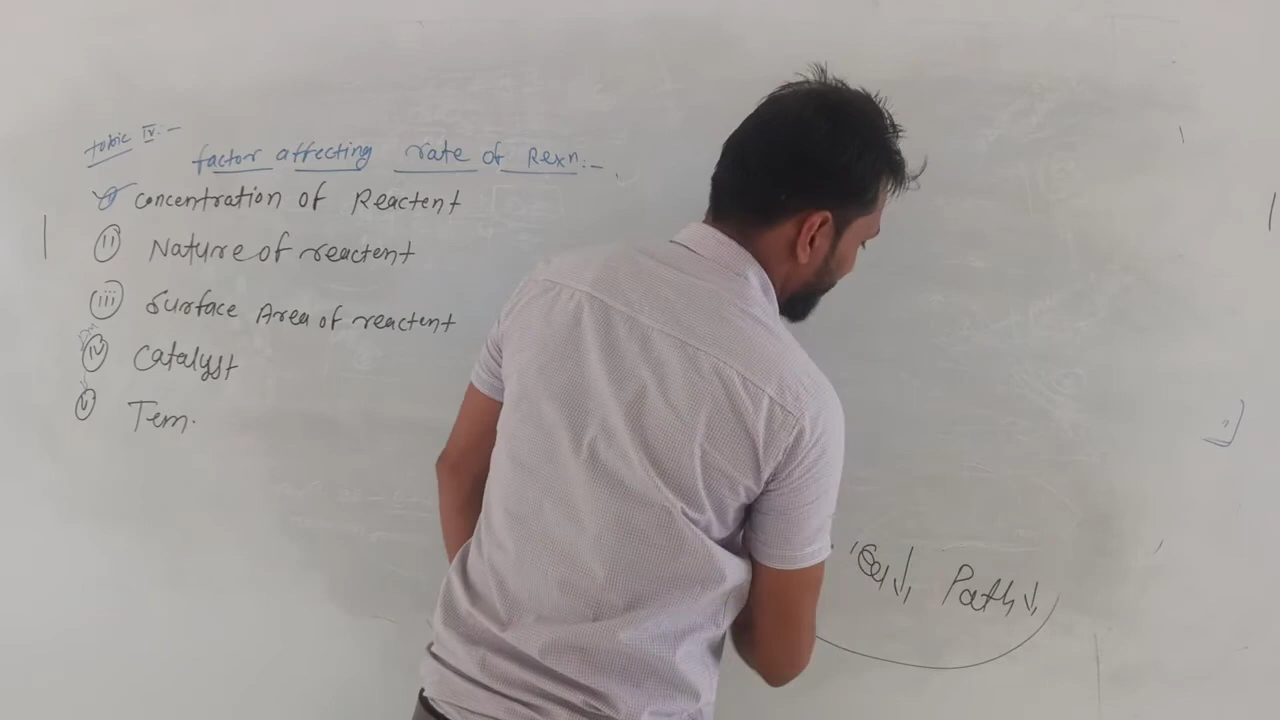 topic IV:-
factor affecting rate of Rexn:-
Concentration of Reactent
(ii) Nature of reactent
(iii) Surface Area of reactent
(iv) Catalyst
(v) Tem.
Path↓,